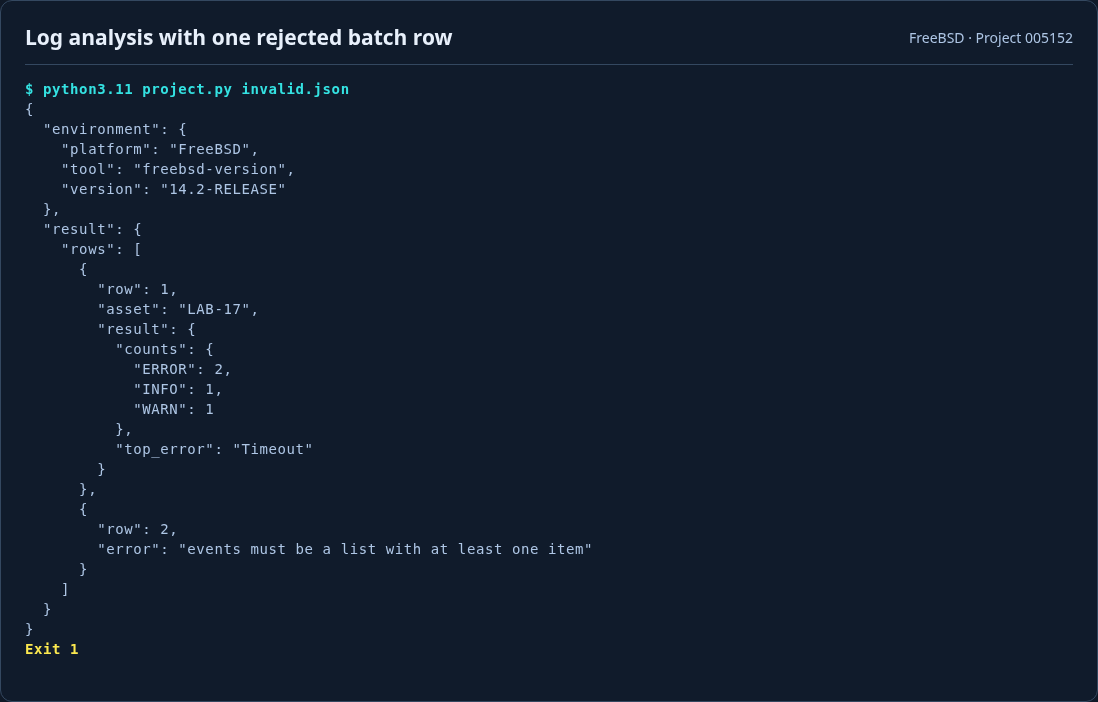 Log analysis with one rejected batch row
FreeBSD · Project 005152
$ python3.11 project.py invalid.json
{
  "environment": {
    "platform": "FreeBSD",
    "tool": "freebsd-version",
    "version": "14.2-RELEASE"
  },
  "result": {
    "rows": [
      {
        "row": 1,
        "asset": "LAB-17",
        "result": {
          "counts": {
            "ERROR": 2,
            "INFO": 1,
            "WARN": 1
          },
          "top_error": "Timeout"
        }
      },
      {
        "row": 2,
        "error": "events must be a list with at least one item"
      }
    ]
  }
}
Exit 1